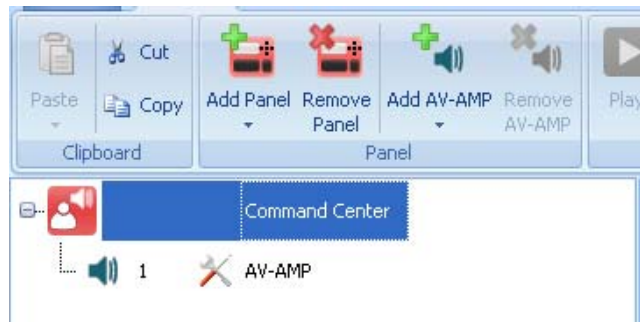 Cut
Paste Copy Add Panel Remove Panel Add AV-AMP Remove AV-AMP Play
Clipboard Panel
Command Center
1 AV-AMP